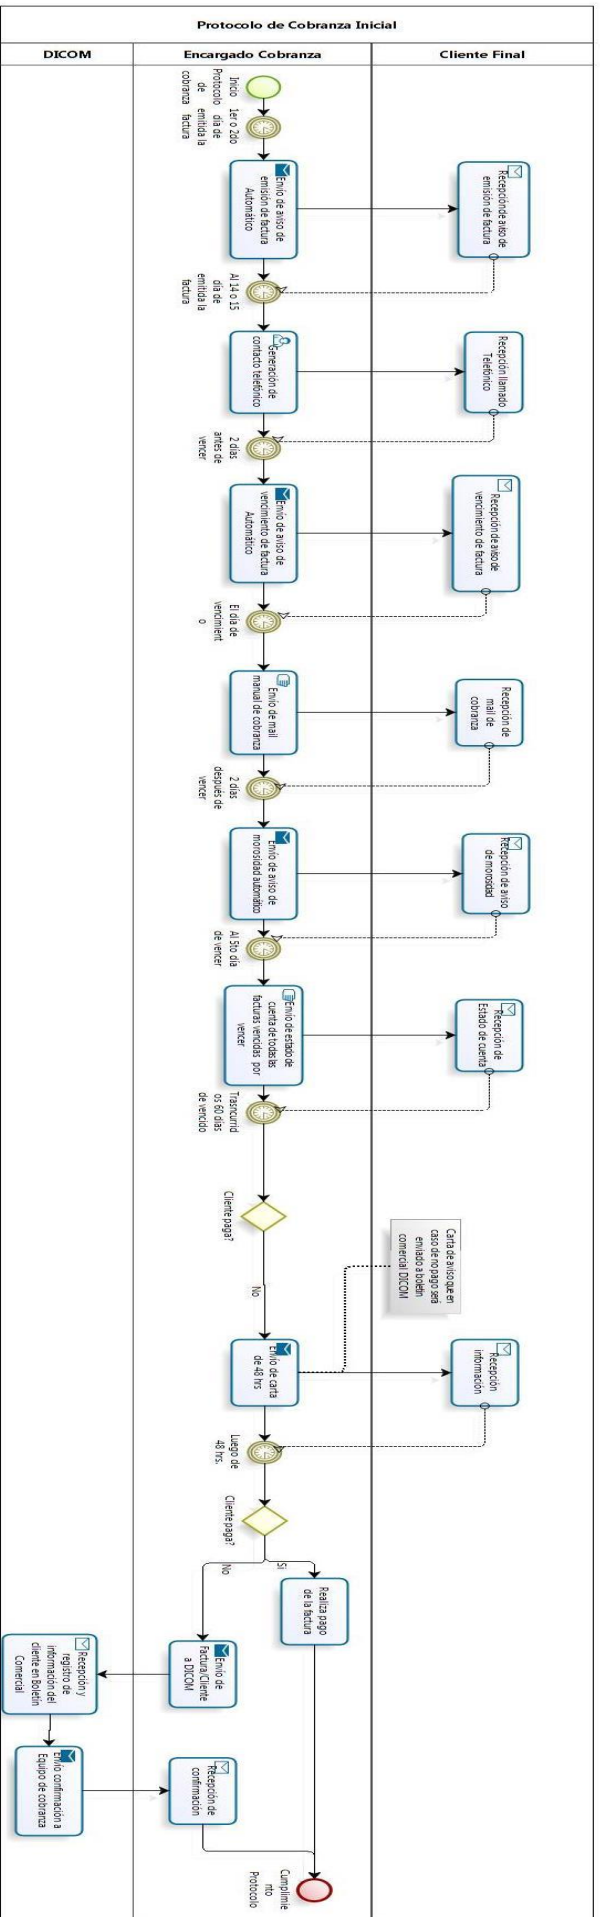 Protocolo de Cobranza Inicial
DICOM
Encargado Cobranza
Cliente Final
Inicio
Protocolo
de
cobranza
1er o 2do
día de
emitida la
factura
Envío de aviso de
emisión de factura
Automático
Recepción de aviso de
emisión de factura
Al 14 o 15
día de
emitida la
factura
Generación de
contacto telefónico
Recepción llamado
Telefónico
2 días
antes de
vencer
Envío de aviso de
vencimiento de factura
Automático
Recepción de aviso de
vencimiento de factura
El día de
vencimient
o
Envío de mail
manual de cobranza
Recepción de
mail de
cobranza
2 días
después de
vencer
Envío de aviso de
morosidad automático
Recepción de aviso
de morosidad
Al 5to día
de vencer
Envío de estado de
cuenta de todas las
facturas vencidas por
vencer
Recepción de
Estado de cuenta
Trasncurrid
os 60 días
de vencido
Cliente paga?
No
Carta de aviso que en
caso de no pago será
enviado a boletín
comercial DICOM
Envío de carta
de 48 hrs
Recepción
información
Luego de
48 hrs.
Cliente paga?
Si
No
Realiza pago
de la factura
Envío de
Factura/Cliente
a DICOM
Recepción y
registro de
información del
cliente en Boletín
Comercial
Envío confirmación a
Equipo de cobranza
Recepción de
confirmación
Cumplimie
nto
Protocolo